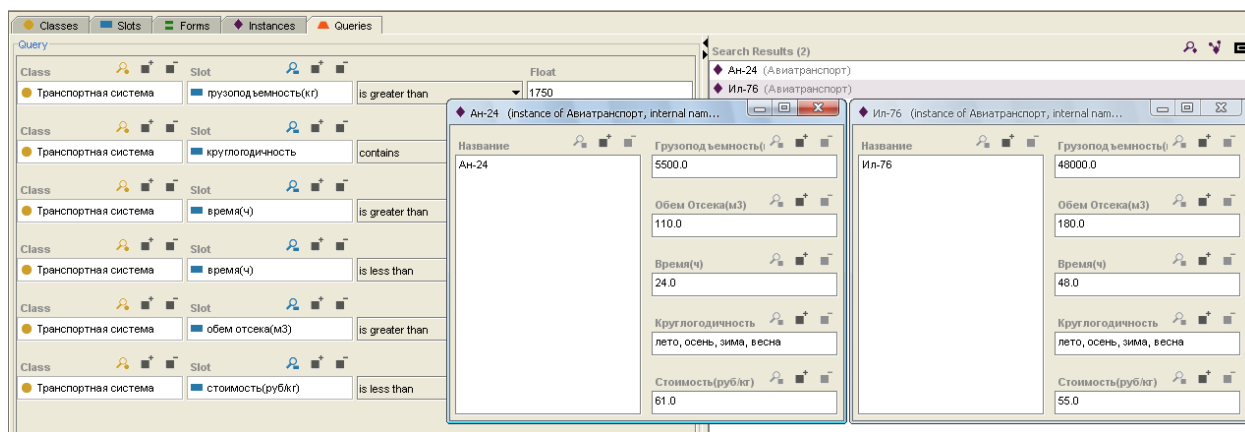 Classes Slots Forms Instances Queries
Query
Search Results (2)
Class Slot Float
Транспортная система грузоподъемность(кг) is greater than 1750
Ан-24 (Авиатранспорт)
Ил-76 (Авиатранспорт)
Class Slot
Транспортная система круглогодичность contains
Class Slot
Транспортная система время(ч) is greater than
Class Slot
Транспортная система время(ч) is less than
Class Slot
Транспортная система обем отсека(м3) is greater than
Class Slot
Транспортная система стоимость(руб/кг) is less than
Ан-24 (instance of Авиатранспорт, internal nam...
Название Грузоподъемность(
Ан-24 5500.0
Обем Отсека(м3)
110.0
Время(ч)
24.0
Круглогодичность
лето, осень, зима, весна
Стоимость(руб/кг)
61.0
Ил-76 (instance of Авиатранспорт, internal nam...
Название Грузоподъемность(
Ил-76 48000.0
Обем Отсека(м3)
180.0
Время(ч)
48.0
Круглогодичность
лето, осень, зима, весна
Стоимость(руб/кг)
55.0